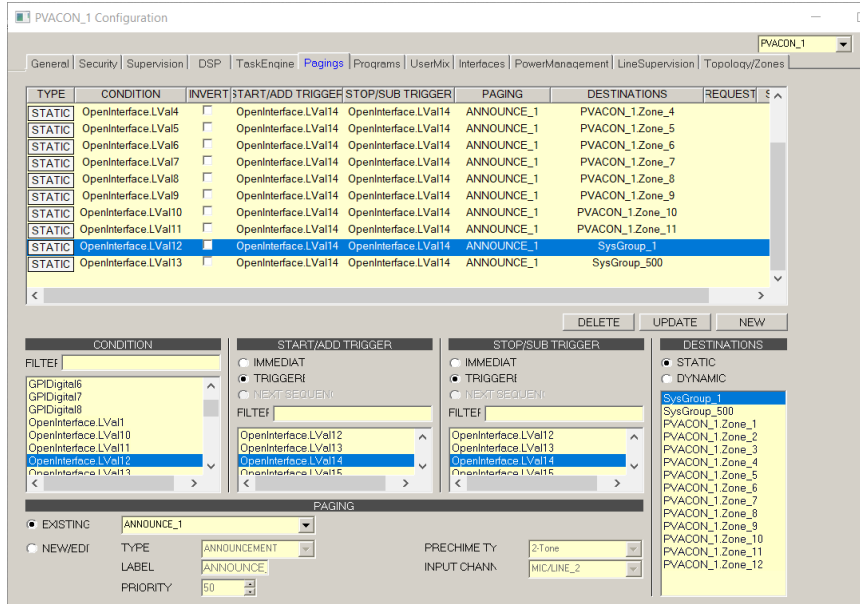 PVACON_1 Configuration
PVACON_1
General Security Supervision DSP TaskEngine Pagings Programs UserMix Interfaces PowerManagement LineSupervision Topology/Zones
TYPE CONDITION INVERT START/ADD TRIGGER STOP/SUB TRIGGER PAGING DESTINATIONS REQUEST
STATIC OpenInterface.LVal4 OpenInterface.LVal14 OpenInterface.LVal14 ANNOUNCE_1 PVACON_1.Zone_4
STATIC OpenInterface.LVal5 OpenInterface.LVal14 OpenInterface.LVal14 ANNOUNCE_1 PVACON_1.Zone_5
STATIC OpenInterface.LVal6 OpenInterface.LVal14 OpenInterface.LVal14 ANNOUNCE_1 PVACON_1.Zone_6
STATIC OpenInterface.LVal7 OpenInterface.LVal14 OpenInterface.LVal14 ANNOUNCE_1 PVACON_1.Zone_7
STATIC OpenInterface.LVal8 OpenInterface.LVal14 OpenInterface.LVal14 ANNOUNCE_1 PVACON_1.Zone_8
STATIC OpenInterface.LVal9 OpenInterface.LVal14 OpenInterface.LVal14 ANNOUNCE_1 PVACON_1.Zone_9
STATIC OpenInterface.LVal10 OpenInterface.LVal14 OpenInterface.LVal14 ANNOUNCE_1 PVACON_1.Zone_10
STATIC OpenInterface.LVal11 OpenInterface.LVal14 OpenInterface.LVal14 ANNOUNCE_1 PVACON_1.Zone_11
STATIC OpenInterface.LVal12 OpenInterface.LVal14 OpenInterface.LVal14 ANNOUNCE_1 SysGroup_1
STATIC OpenInterface.LVal13 OpenInterface.LVal14 OpenInterface.LVal14 ANNOUNCE_1 SysGroup_500
DELETE UPDATE NEW
CONDITION
FILTEF
GPIDigital6
GPIDigital7
GPIDigital8
OpenInterface.LVal1
OpenInterface.LVal10
OpenInterface.LVal11
OpenInterface.LVal12
OpenInterface.LVal13
START/ADD TRIGGER
IMMEDIAT
TRIGGERE
NEXT SEQUENC
FILTEF
OpenInterface.LVal12
OpenInterface.LVal13
OpenInterface.LVal14
OpenInterface.LVal15
STOP/SUB TRIGGER
IMMEDIAT
TRIGGERE
NEXT SEQUENC
FILTEF
OpenInterface.LVal12
OpenInterface.LVal13
OpenInterface.LVal14
OpenInterface.LVal15
DESTINATIONS
STATIC
DYNAMIC
SysGroup_1
SysGroup_500
PVACON_1.Zone_1
PVACON_1.Zone_2
PVACON_1.Zone_3
PVACON_1.Zone_4
PVACON_1.Zone_5
PVACON_1.Zone_6
PVACON_1.Zone_7
PVACON_1.Zone_8
PVACON_1.Zone_9
PVACON_1.Zone_10
PVACON_1.Zone_11
PVACON_1.Zone_12
PAGING
EXISTING ANNOUNCE_1
NEW/EDI TYPE ANNOUNCEMENT PRECHIME TY 2-Tone
LABEL ANNOUNCE_ INPUT CHANN MIC/LINE_2
PRIORITY 50